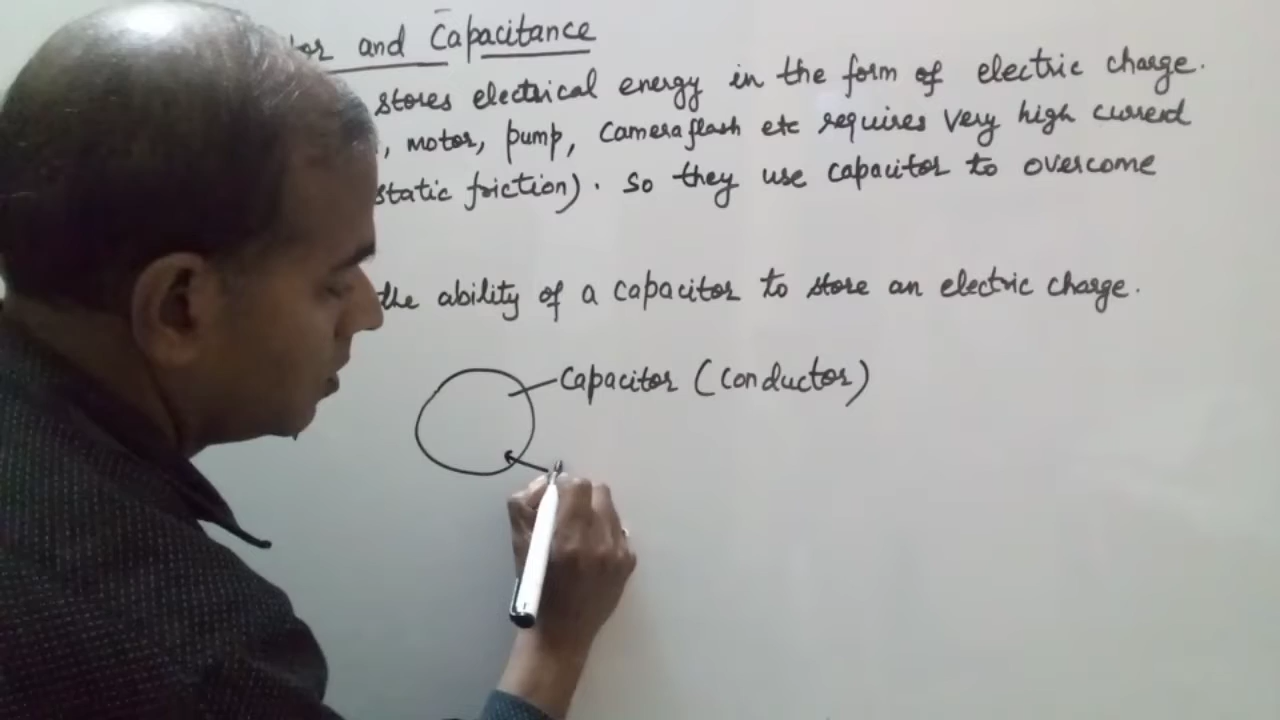 and Capacitance
stores electrical energy in the form of electric charge.
, motor, pump, Camera flash etc requires very high current
static friction). So they use capacitor to overcome
the ability of a capacitor to store an electric charge.
Capacitor (Conductor)